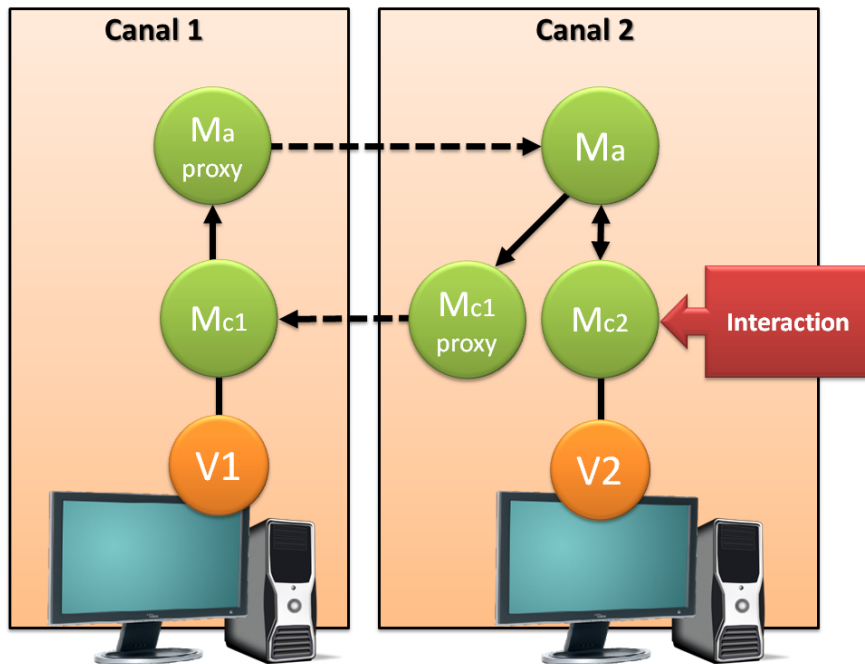 Canal 1
Canal 2
Ma
proxy
Ma
Mc1
Mc1
proxy
Mc2
Interaction
V1
V2